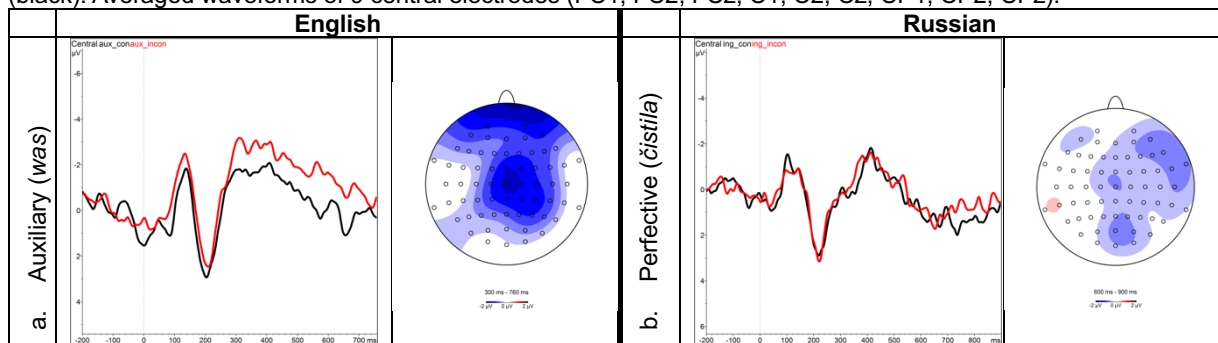 (black). Averaged waveforms of 9 central electrodes (FC1, FC2, FCZ, C1, C2, CZ, CP1, CPZ, CP2).
English
Russian
a. Auxiliary (was)
Central aux_conaux_incon
µV
-6
-4
-2
0
2
4
-200 -100 0 100 200 300 400 500 600 700 ms
300 ms - 760 ms
-2 µV 0 µV 2 µV
b. Perfective (čistila)
Central ing_coning_incon
µV
-4
-2
0
2
4
6
-200 -100 0 100 200 300 400 500 600 700 800 ms
600 ms - 900 ms
-2 µV 0 µV 2 µV